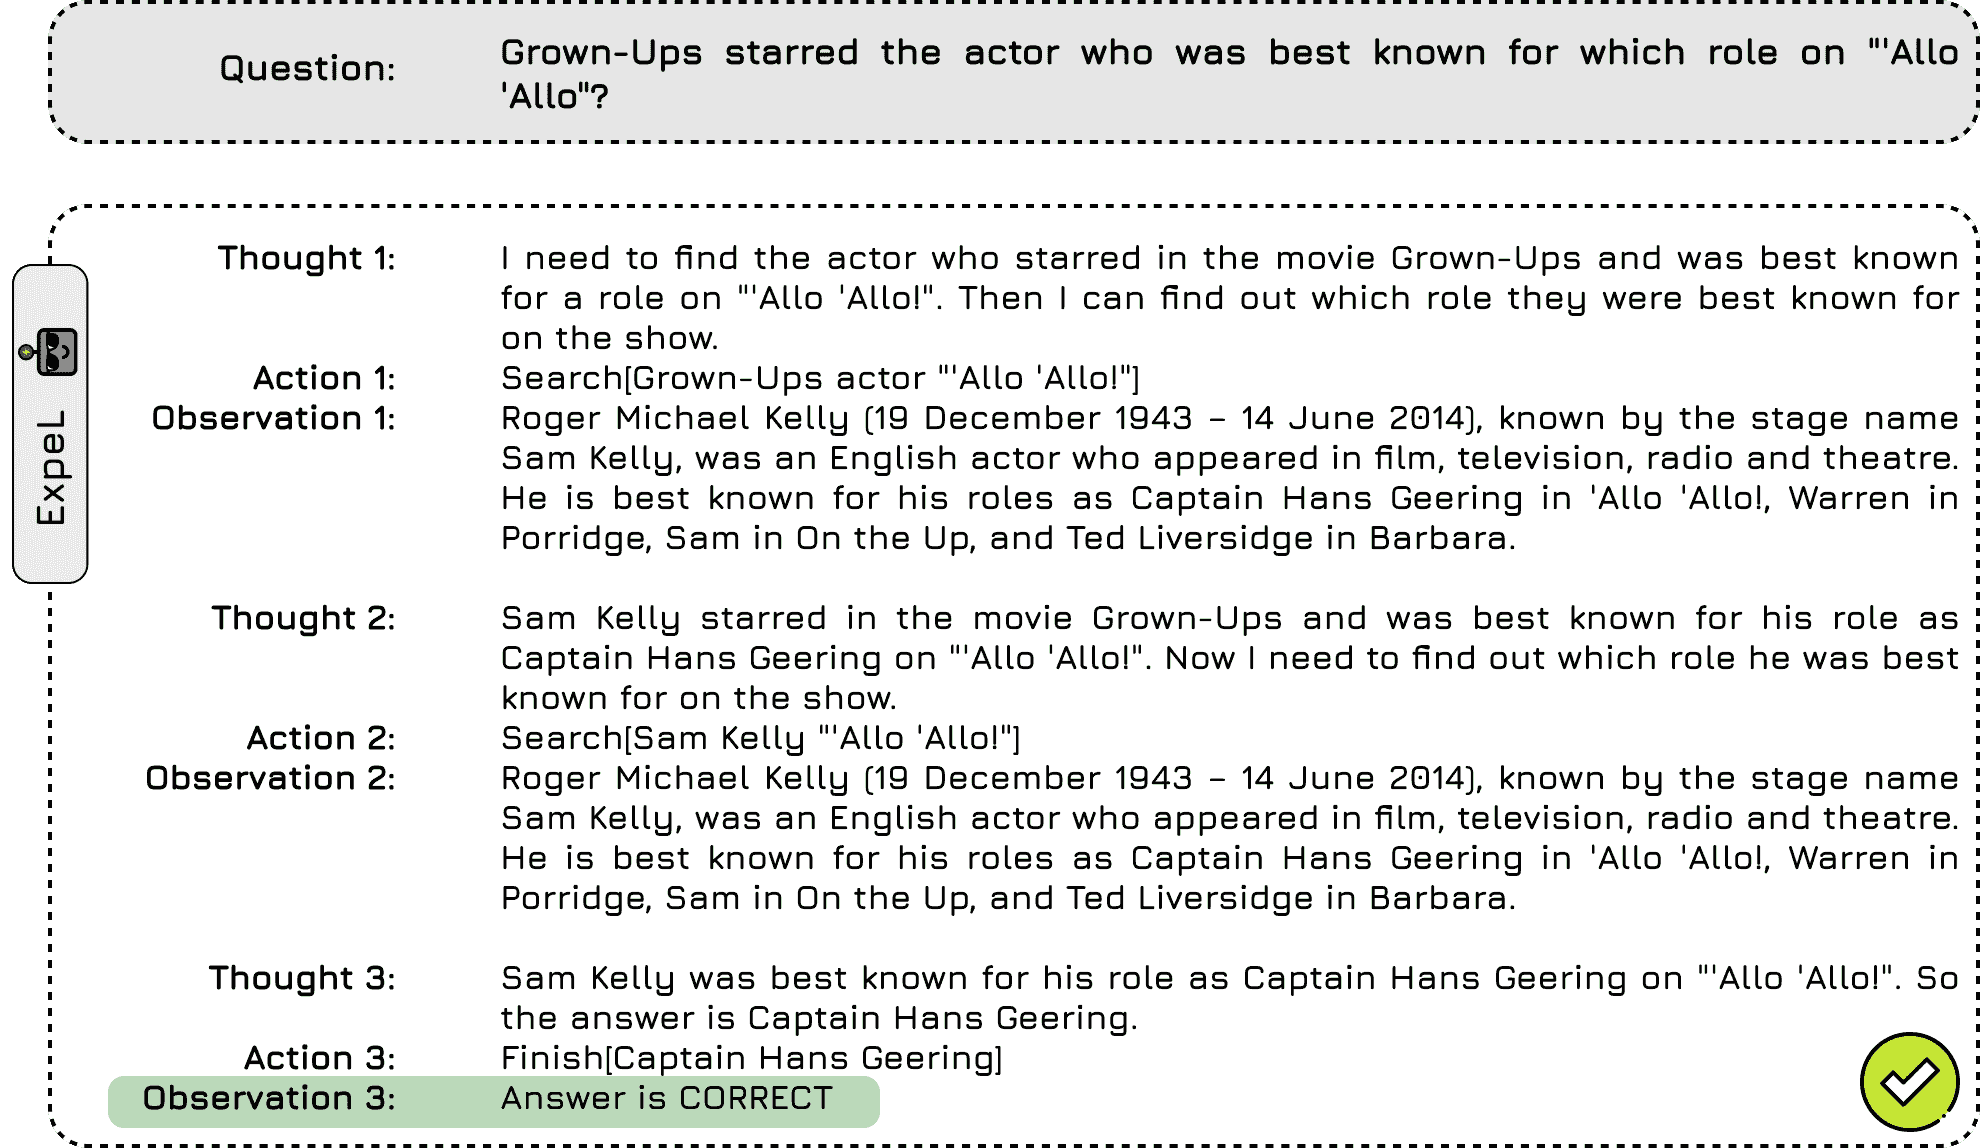 Question:
Grown-Ups starred the actor who was best known for which role on "'Allo
'Allo"?
ExpeL
Thought 1:
I need to find the actor who starred in the movie Grown-Ups and was best known
for a role on "'Allo 'Allo!". Then I can find out which role they were best known for
on the show.
Action 1:
Search[Grown-Ups actor "'Allo 'Allo!"]
Observation 1:
Roger Michael Kelly (19 December 1943 – 14 June 2014), known by the stage name
Sam Kelly, was an English actor who appeared in film, television, radio and theatre.
He is best known for his roles as Captain Hans Geering in 'Allo 'Allo!, Warren in
Porridge, Sam in On the Up, and Ted Liversidge in Barbara.
Thought 2:
Sam Kelly starred in the movie Grown-Ups and was best known for his role as
Captain Hans Geering on "'Allo 'Allo!". Now I need to find out which role he was best
known for on the show.
Action 2:
Search[Sam Kelly "'Allo 'Allo!"]
Observation 2:
Roger Michael Kelly (19 December 1943 – 14 June 2014), known by the stage name
Sam Kelly, was an English actor who appeared in film, television, radio and theatre.
He is best known for his roles as Captain Hans Geering in 'Allo 'Allo!, Warren in
Porridge, Sam in On the Up, and Ted Liversidge in Barbara.
Thought 3:
Sam Kelly was best known for his role as Captain Hans Geering on "'Allo 'Allo!". So
the answer is Captain Hans Geering.
Action 3:
Finish[Captain Hans Geering]
Observation 3:
Answer is CORRECT